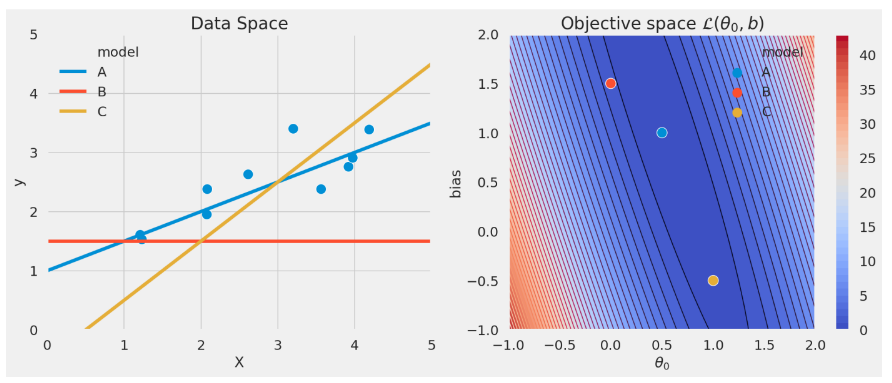 Data Space
5
4
3
2
1
0
y
model
A
B
C
0 1 2 3 4 5
X
Objective space ℒ(θ₀, b)
2.0
1.5
1.0
0.5
0.0
−0.5
−1.0
bias
model
A
B
C
−1.0 −0.5 0.0 0.5 1.0 1.5 2.0
θ₀
40
35
30
25
20
15
10
5
0